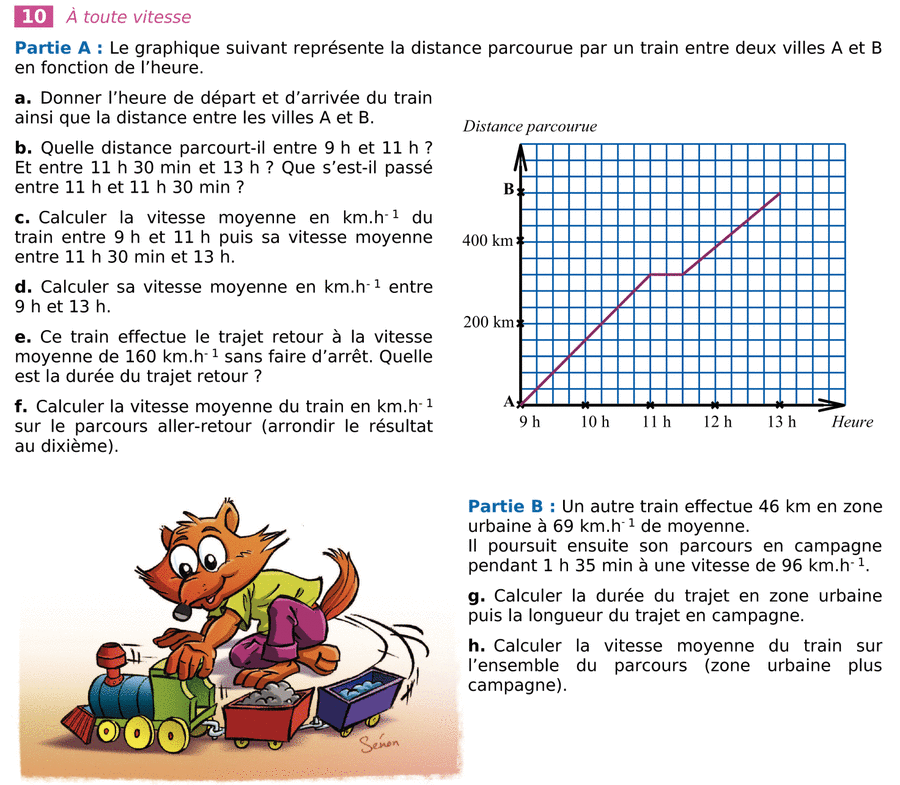 10 À toute vitesse
Partie A : Le graphique suivant représente la distance parcourue par un train entre deux villes A et B
en fonction de l’heure.
a. Donner l’heure de départ et d’arrivée du train
ainsi que la distance entre les villes A et B.
b. Quelle distance parcourt-il entre 9 h et 11 h ?
Et entre 11 h 30 min et 13 h ? Que s’est-il passé
entre 11 h et 11 h 30 min ?
c. Calculer la vitesse moyenne en km.h⁻¹ du
train entre 9 h et 11 h puis sa vitesse moyenne
entre 11 h 30 min et 13 h.
d. Calculer sa vitesse moyenne en km.h⁻¹ entre
9 h et 13 h.
e. Ce train effectue le trajet retour à la vitesse
moyenne de 160 km.h⁻¹ sans faire d’arrêt. Quelle
est la durée du trajet retour ?
f. Calculer la vitesse moyenne du train en km.h⁻¹
sur le parcours aller-retour (arrondir le résultat
au dixième).
Distance parcourue
B
400 km
200 km
A
9 h 10 h 11 h 12 h 13 h Heure
Partie B : Un autre train effectue 46 km en zone
urbaine à 69 km.h⁻¹ de moyenne.
Il poursuit ensuite son parcours en campagne
pendant 1 h 35 min à une vitesse de 96 km.h⁻¹.
g. Calculer la durée du trajet en zone urbaine
puis la longueur du trajet en campagne.
h. Calculer la vitesse moyenne du train sur
l’ensemble du parcours (zone urbaine plus
campagne).